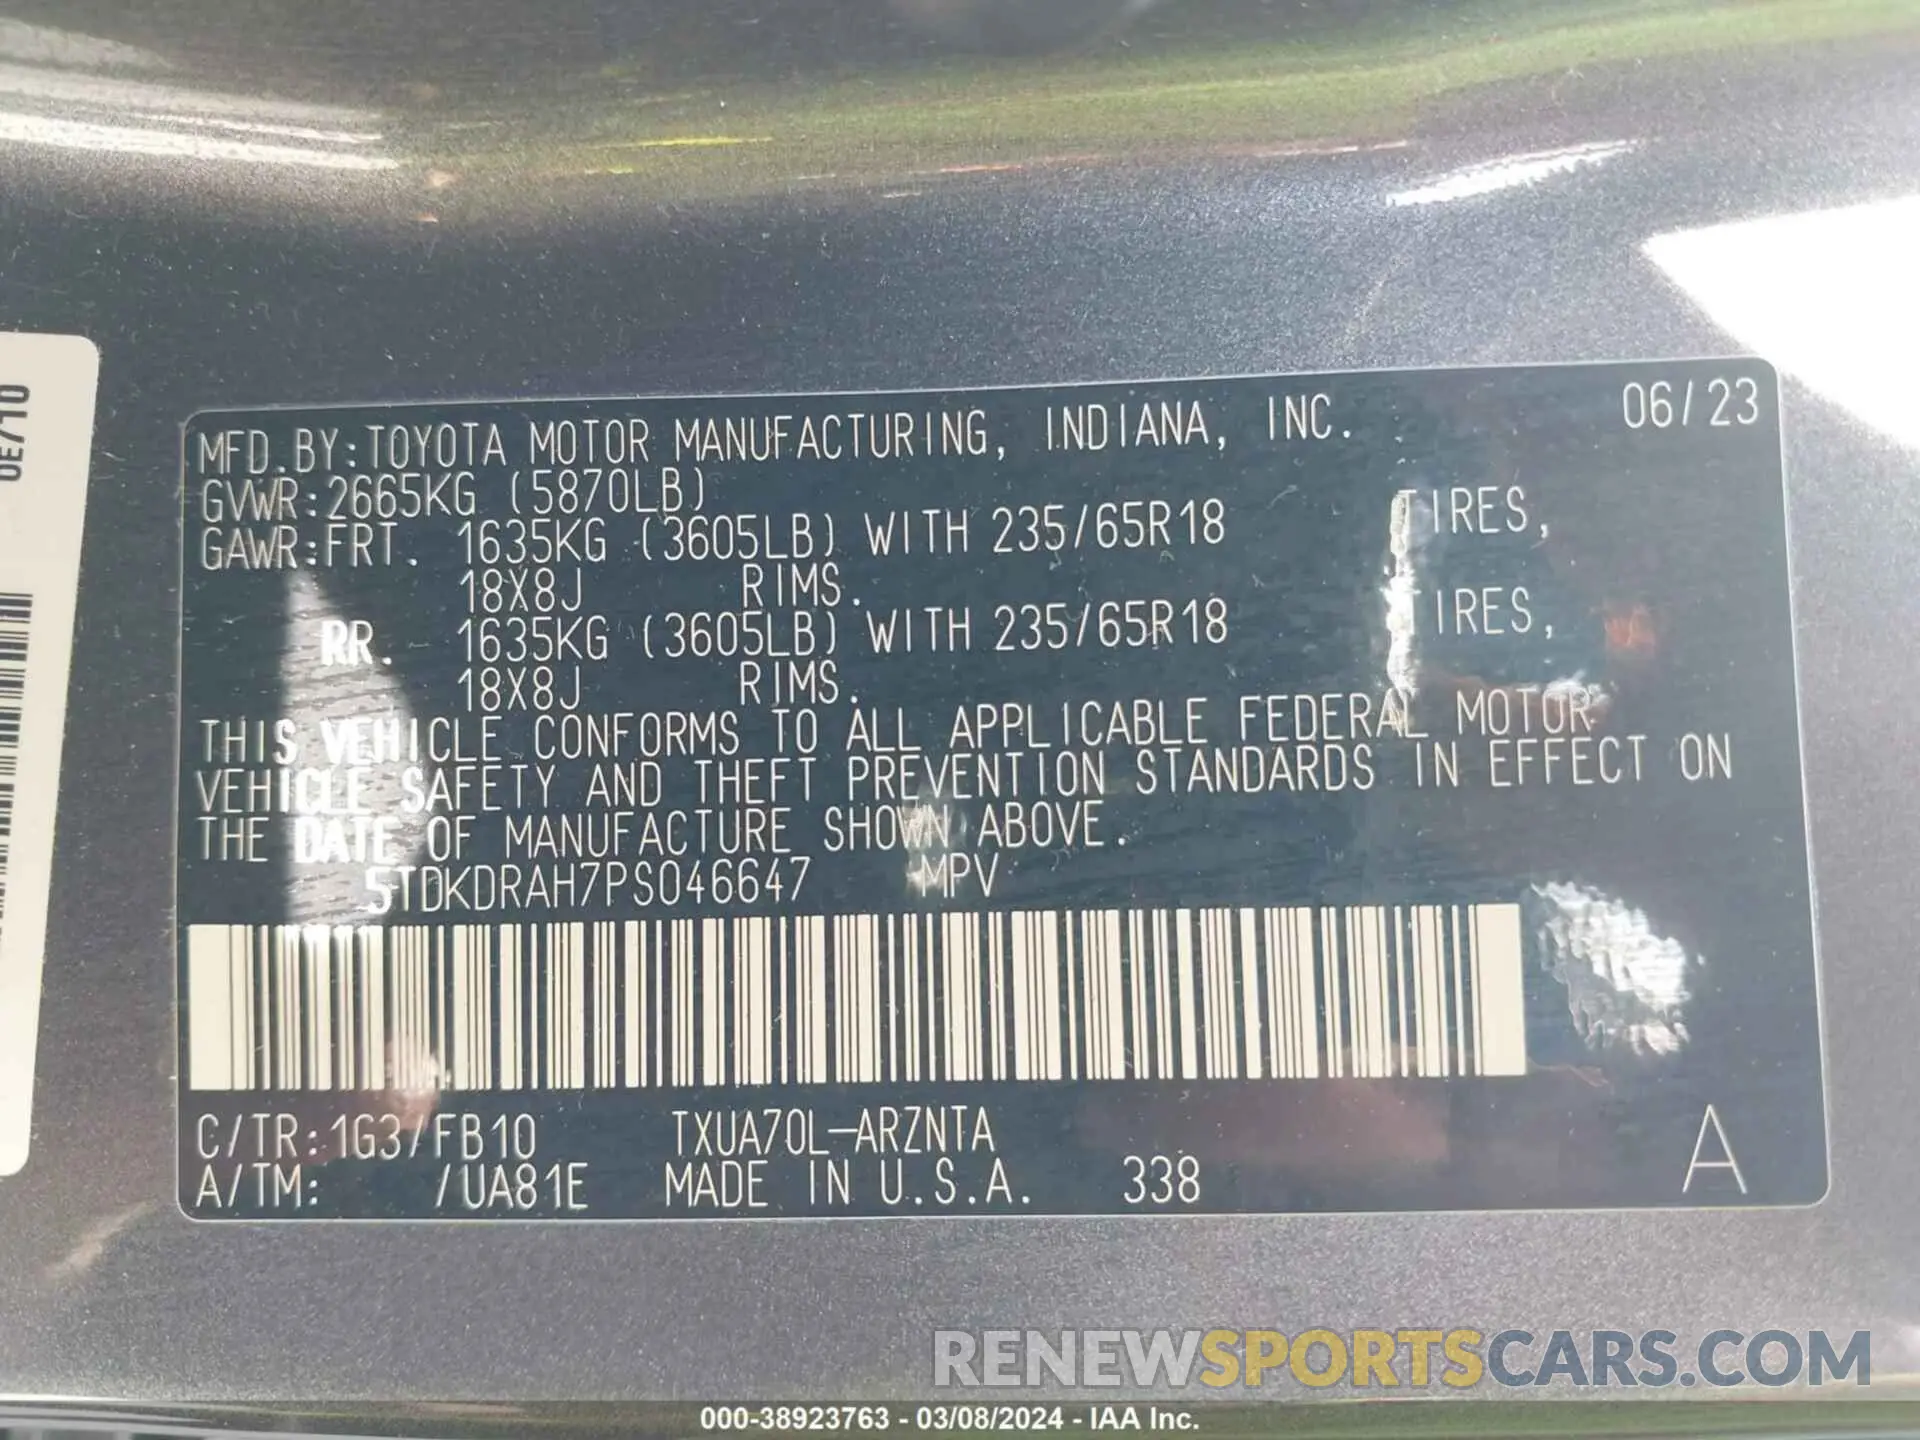 0E710
MFD.BY:TOYOTA MOTOR MANUFACTURING, INDIANA, INC. 06/23
GVWR:2665KG (5870LB)
GAWR:FRT. 1635KG (3605LB) WITH 235/65R18 TIRES,
18X8J RIMS.
RR. 1635KG (3605LB) WITH 235/65R18 TIRES,
18X8J RIMS.
THIS VEHICLE CONFORMS TO ALL APPLICABLE FEDERAL MOTOR
VEHICLE SAFETY AND THEFT PREVENTION STANDARDS IN EFFECT ON
THE DATE OF MANUFACTURE SHOWN ABOVE.
5TDKDRAH7PS046647 MPV
C/TR:1G3/FB10 TXUA70L-ARZNTA
A/TM: /UA81E MADE IN U.S.A. 338 A
RENEWSPORTSCARS.COM
000-38923763 - 03/08/2024 - IAA Inc.